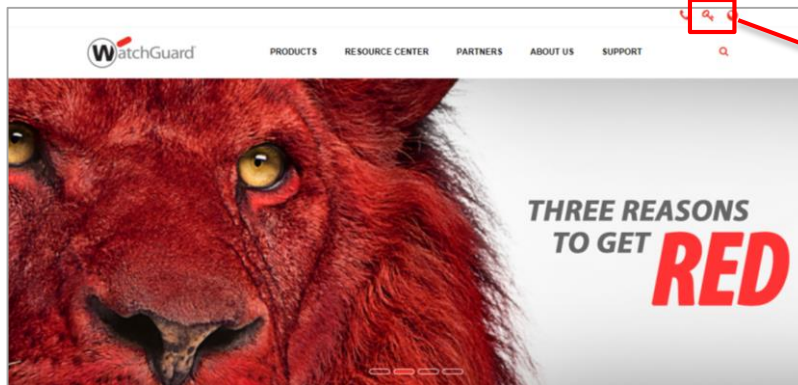 WatchGuard
PRODUCTS RESOURCE CENTER PARTNERS ABOUT US SUPPORT
THREE REASONS
TO GET RED